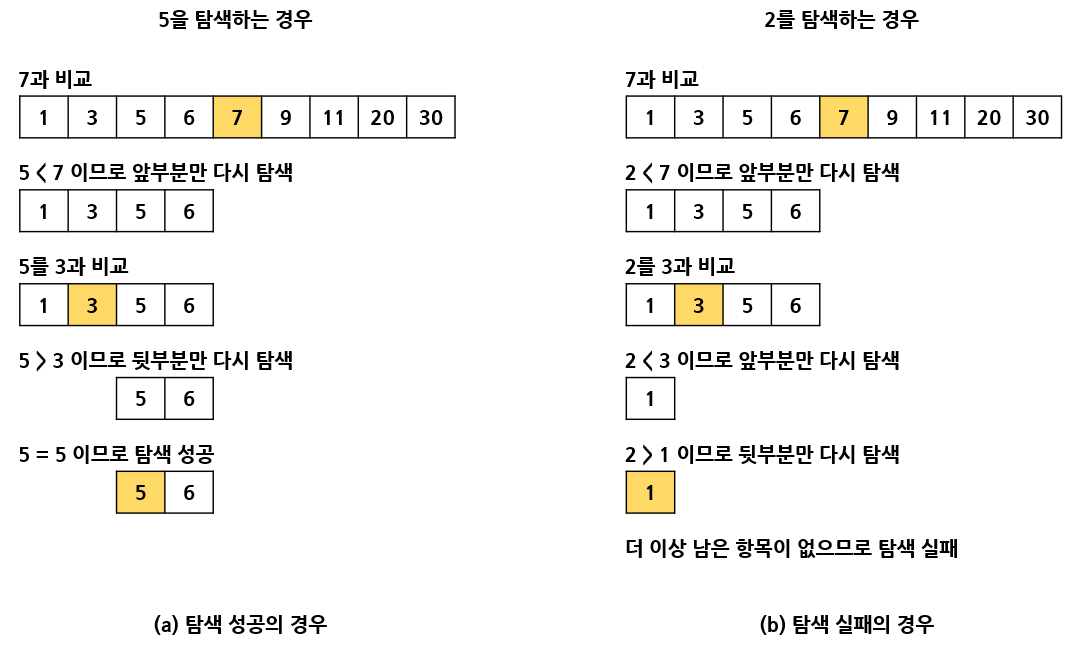 5을 탐색하는 경우
7과 비교
1 3 5 6 7 9 11 20 30
5 < 7 이므로 앞부분만 다시 탐색
1 3 5 6
5를 3과 비교
1 3 5 6
5 > 3 이므로 뒷부분만 다시 탐색
5 6
5 = 5 이므로 탐색 성공
5 6
(a) 탐색 성공의 경우
2를 탐색하는 경우
7과 비교
1 3 5 6 7 9 11 20 30
2 < 7 이므로 앞부분만 다시 탐색
1 3 5 6
2를 3과 비교
1 3 5 6
2 < 3 이므로 앞부분만 다시 탐색
1
2 > 1 이므로 뒷부분만 다시 탐색
1
더 이상 남은 항목이 없으므로 탐색 실패
(b) 탐색 실패의 경우